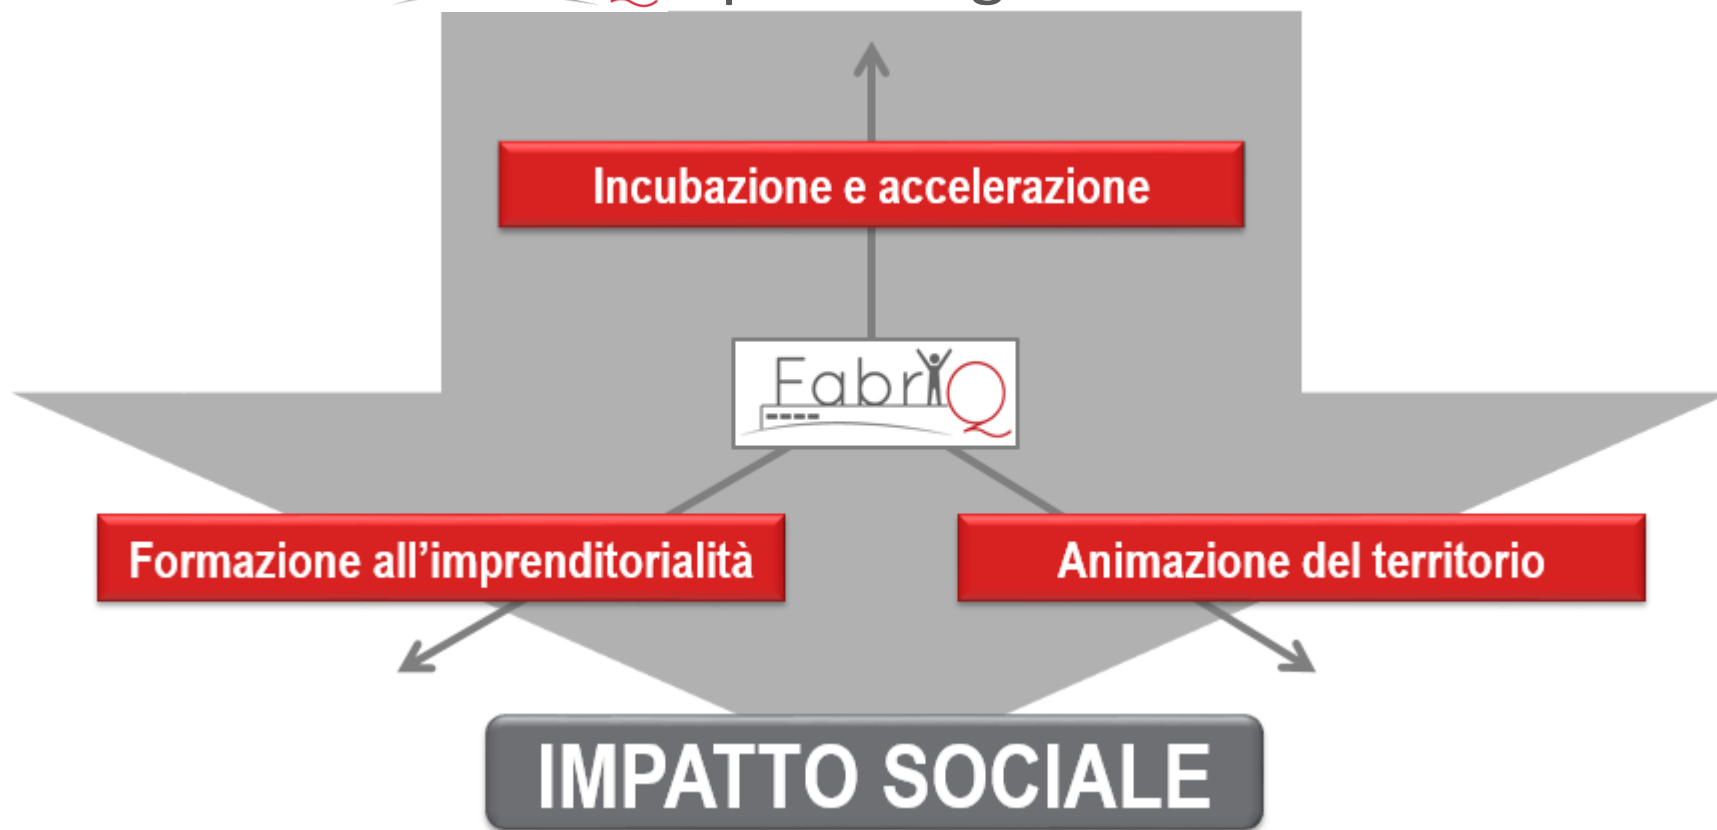 Incubazione e accelerazione
FabriQ
Formazione all’imprenditorialità
Animazione del territorio
IMPATTO SOCIALE